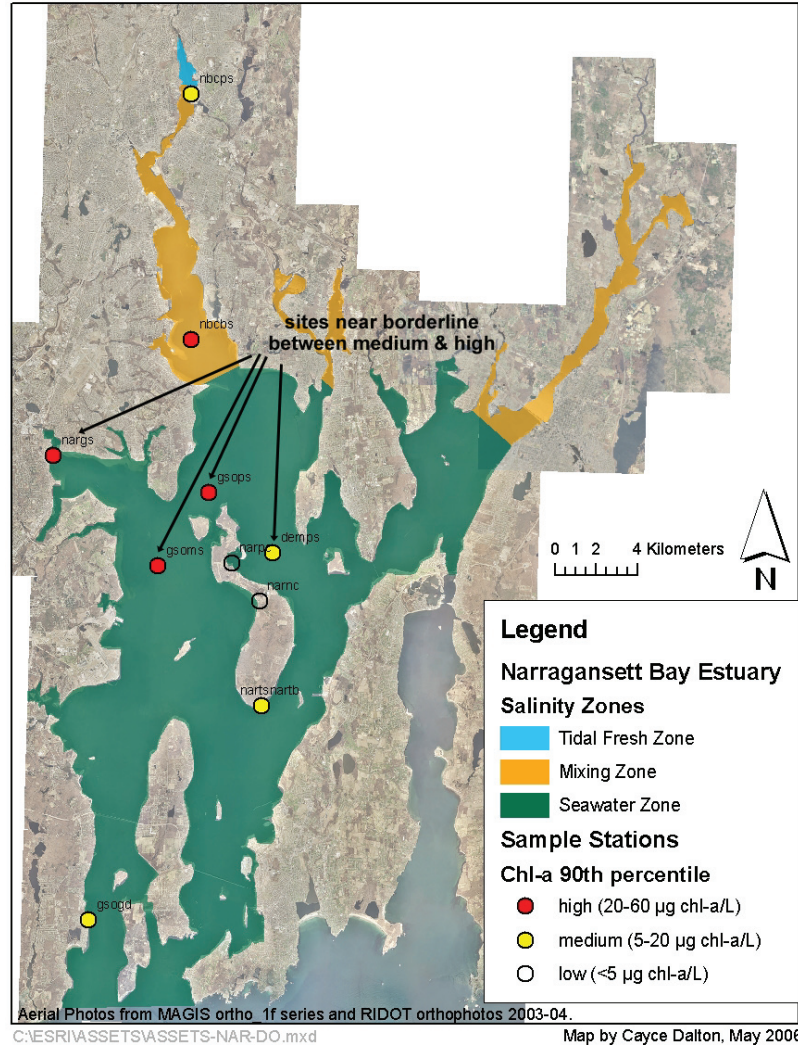 nbcps
nbcbs
sites near borderline
between medium & high
nargs
gsops
gsoms
narpc
demps
narnc
nartsnartb
gsogd
0 1 2 4 Kilometers
N
Legend
Narragansett Bay Estuary
Salinity Zones
Tidal Fresh Zone
Mixing Zone
Seawater Zone
Sample Stations
Chl-a 90th percentile
high (20-60 µg chl-a/L)
medium (5-20 µg chl-a/L)
low (<5 µg chl-a/L)
Aerial Photos from MAGIS ortho_1f series and RIDOT orthophotos 2003-04.
C:\ESRI\ASSETS\ASSETS-NAR-DO.mxd
Map by Cayce Dalton, May 2006